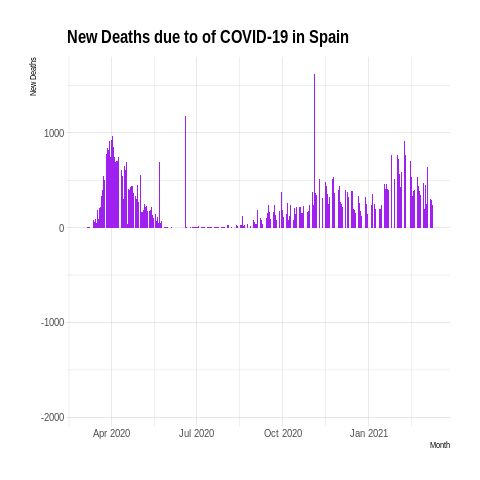 New Deaths due to of COVID-19 in Spain
New Deaths
1000
0
-1000
-2000
Apr 2020
Jul 2020
Oct 2020
Jan 2021
Month